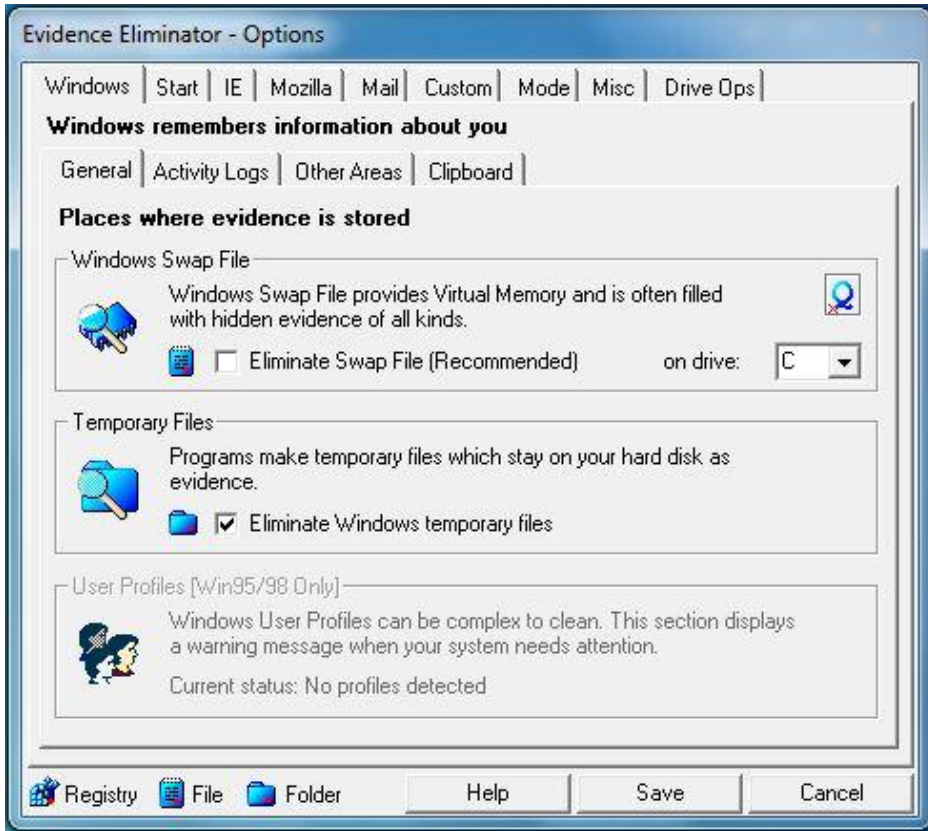 Evidence Eliminator - Options
Windows Start IE Mozilla Mail Custom Mode Misc Drive Ops
Windows remembers information about you
General Activity Logs Other Areas Clipboard
Places where evidence is stored
Windows Swap File
Windows Swap File provides Virtual Memory and is often filled
with hidden evidence of all kinds.
Eliminate Swap File (Recommended) on drive: C
Temporary Files
Programs make temporary files which stay on your hard disk as
evidence.
Eliminate Windows temporary files
User Profiles [Win95/98 Only]
Windows User Profiles can be complex to clean. This section displays
a warning message when your system needs attention.
Current status: No profiles detected
Registry File Folder Help Save Cancel